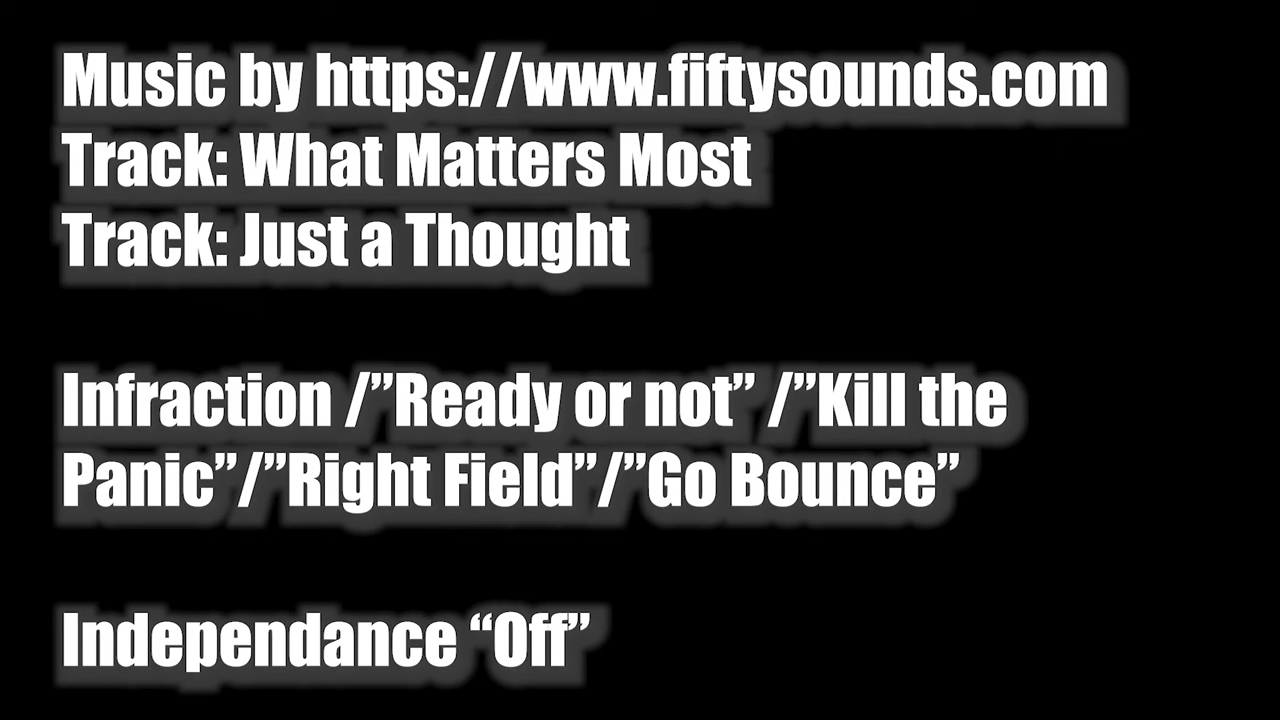 Music by https://www.fiftysounds.com
Track: What Matters Most
Track: Just a Thought
Infraction /”Ready or not” /”Kill the
Panic”/”Right Field”/”Go Bounce”
Independance “Off”